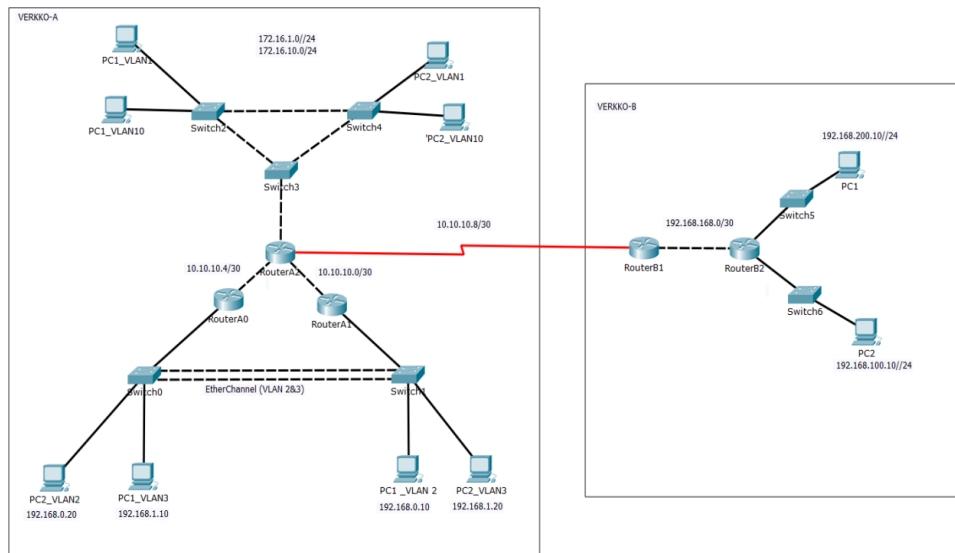 VERKKO-A
172.16.1.0//24
172.16.10.0/24
PC1_VLAN1
PC2_VLAN1
PC1_VLAN10
Switch2
Switch4
'PC2_VLAN10
Switch3
RouterA2
10.10.10.4/30
10.10.10.0/30
RouterA0
RouterA1
Switch0
EtherChannel (VLAN 2&3)
Switch1
PC2_VLAN2
192.168.0.20
PC1_VLAN3
192.168.1.10
PC1 _VLAN 2
192.168.0.10
PC2_VLAN3
192.168.1.20
10.10.10.8/30
VERKKO-B
192.168.200.10//24
PC1
Switch5
192.168.168.0/30
RouterB1
RouterB2
Switch6
PC2
192.168.100.10//24